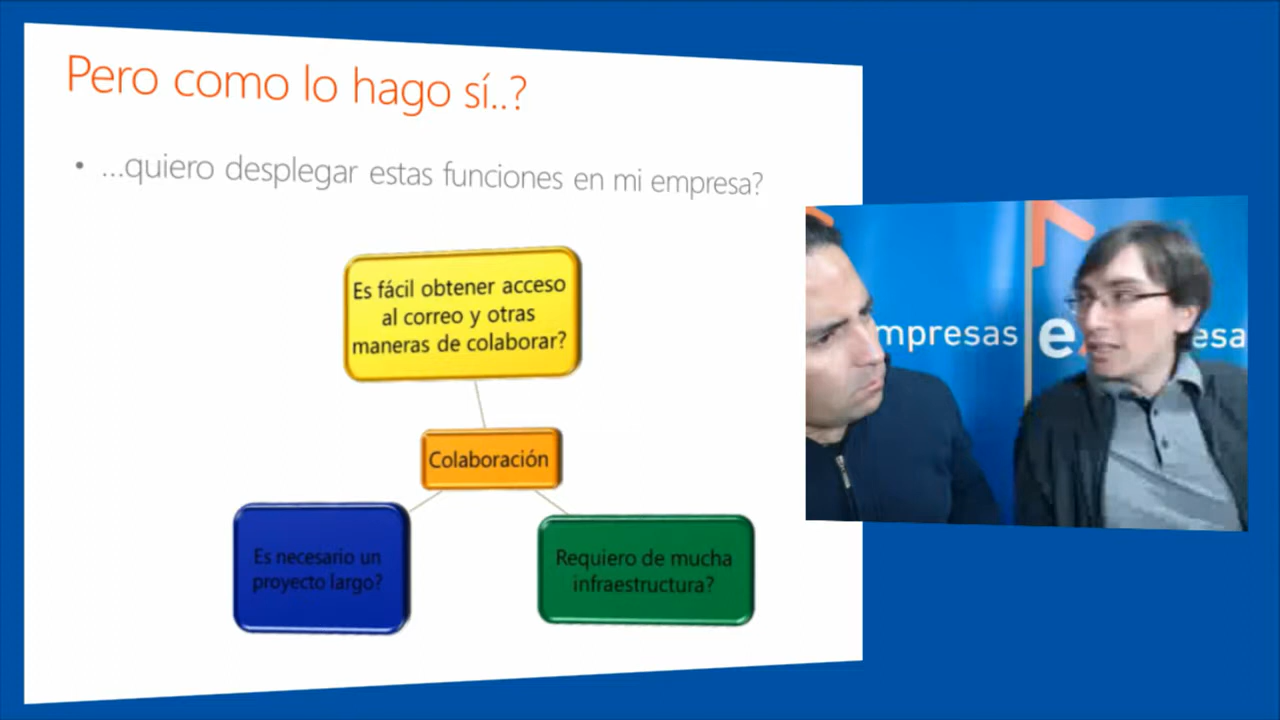 Pero como lo hago sí..?
• ...quiero desplegar estas funciones en mi empresa?
Es fácil obtener acceso
al correo y otras
maneras de colaborar?
Colaboración
Es necesario un
proyecto largo?
Requiero de mucha
infraestructura?
mpresas
e
esa